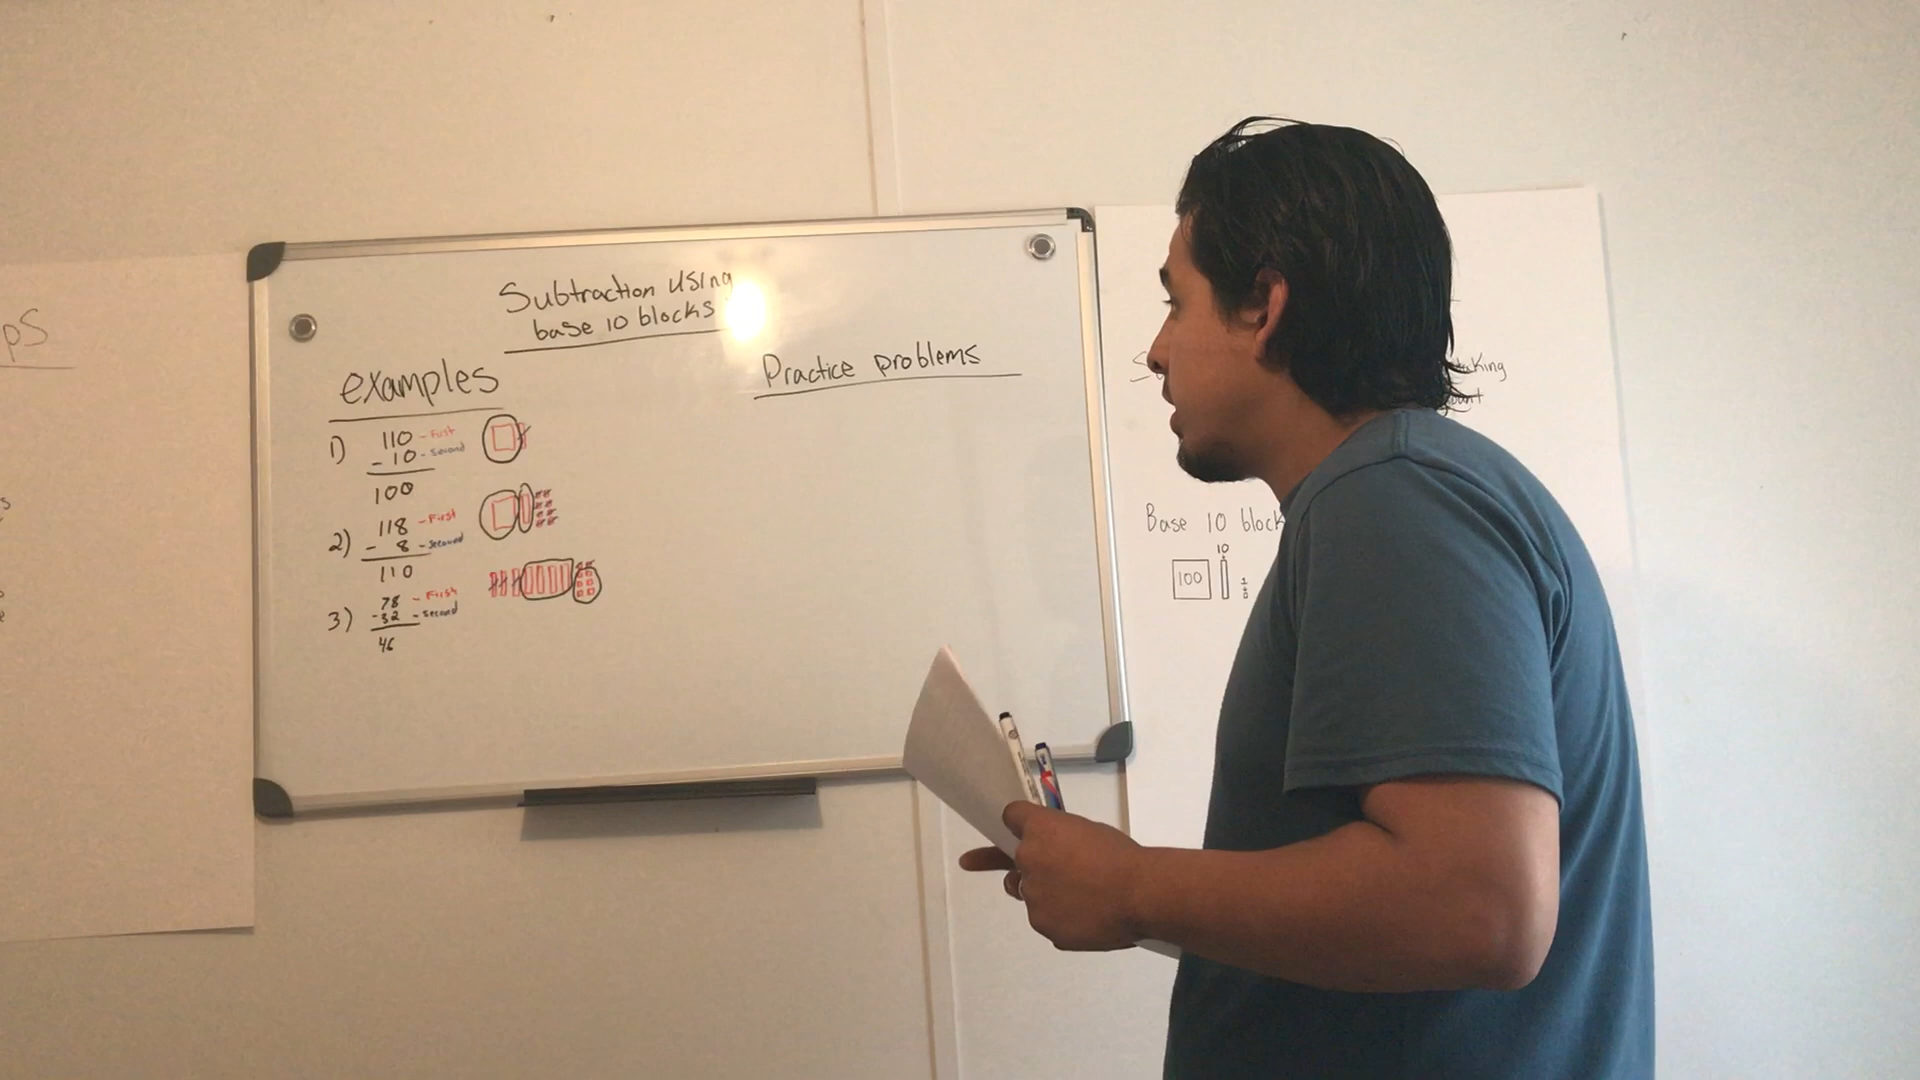 pS
Subtraction using
base 10 blocks
examples
1) 110 - First
- 10 - second
100
2) 118 - First
- 8 - second
110
3) 78 - First
- 32 - second
46
Practice problems
Base 10 block
100
10